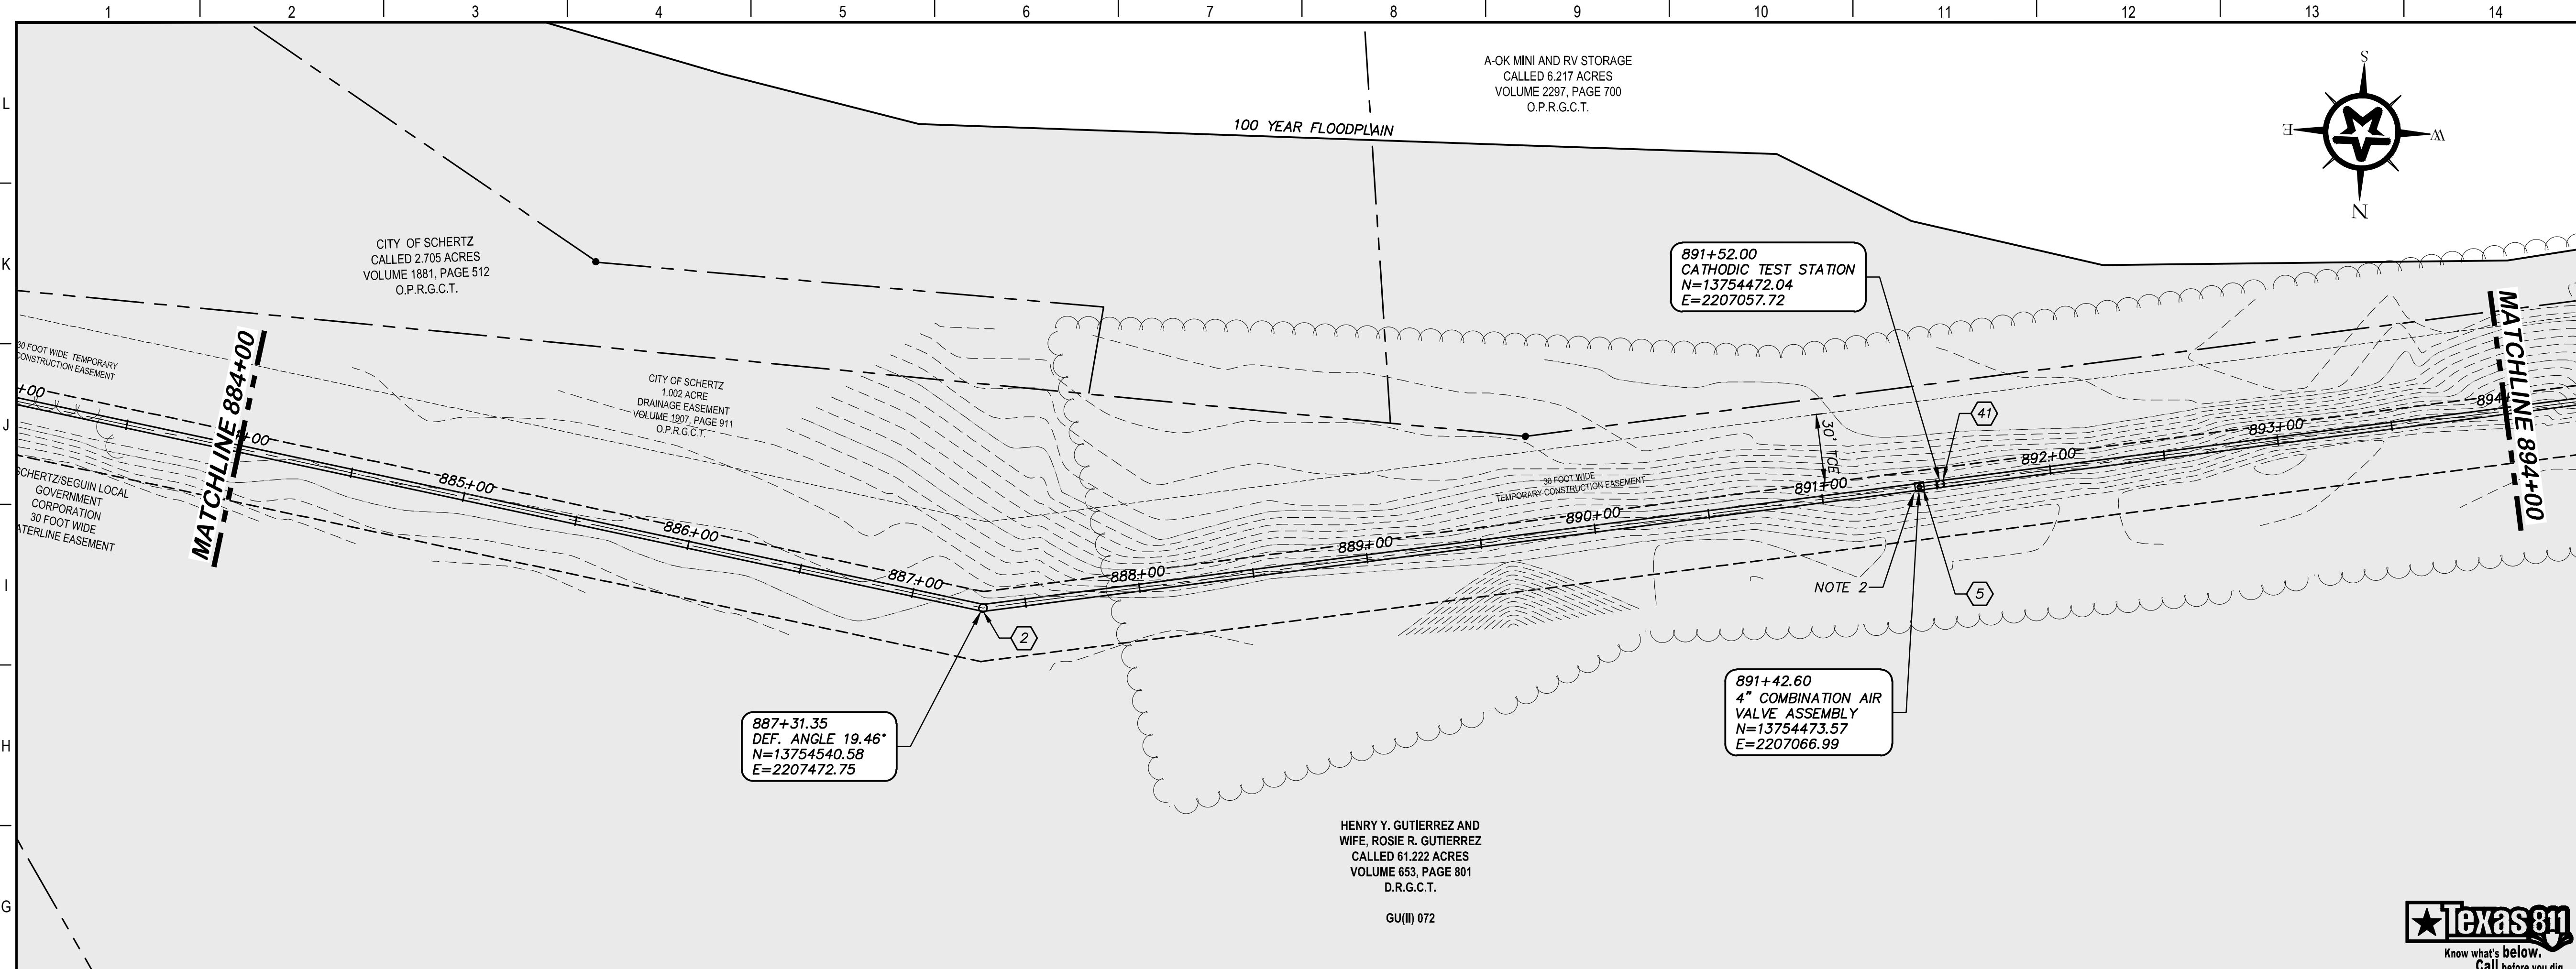 1 2 3 4 5 6 7 8 9 10 11 12 13 14
L
K
J
I
H
G
A-OK MINI AND RV STORAGE
CALLED 6.217 ACRES
VOLUME 2297, PAGE 700
O.P.R.G.C.T.
100 YEAR FLOODPLAIN
S
E
W
N
CITY OF SCHERTZ
CALLED 2.705 ACRES
VOLUME 1881, PAGE 512
O.P.R.G.C.T.
891+52.00
CATHODIC TEST STATION
N=13754472.04
E=2207057.72
30 FOOT WIDE TEMPORARY
CONSTRUCTION EASEMENT
+00
MATCHLINE 884+00
+00
CITY OF SCHERTZ
1.002 ACRE
DRAINAGE EASEMENT
VOLUME 1907, PAGE 911
O.P.R.G.C.T.
SCHERTZ/SEGUIN LOCAL
GOVERNMENT
CORPORATION
30 FOOT WIDE
ATERLINE EASEMENT
885+00
886+00
887+00
888+00
889+00
890+00
891+00
892+00
893+00
894+
MATCHLINE 894+00
30' TCE
30 FOOT WIDE
TEMPORARY CONSTRUCTION EASEMENT
41
NOTE 2
5
2
887+31.35
DEF. ANGLE 19.46°
N=13754540.58
E=2207472.75
891+42.60
4" COMBINATION AIR
VALVE ASSEMBLY
N=13754473.57
E=2207066.99
HENRY Y. GUTIERREZ AND
WIFE, ROSIE R. GUTIERREZ
CALLED 61.222 ACRES
VOLUME 653, PAGE 801
D.R.G.C.T.
GU(II) 072
Texas811
Know what's below.
Call before you dig